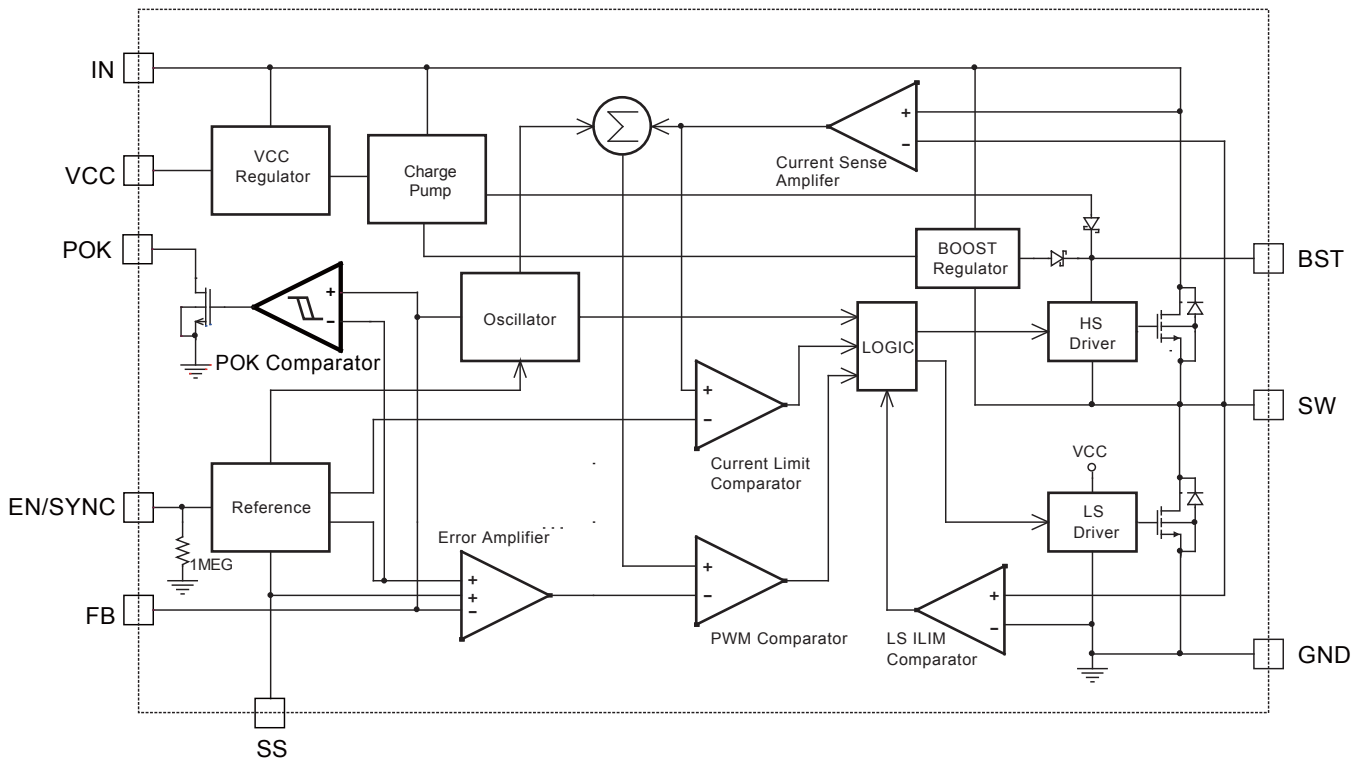 IN
VCC
POK
EN/SYNC
FB
SS
BST
SW
GND
VCC
Regulator
Charge
Pump
Σ
+
−
Current Sense
Amplifer
BOOST
Regulator
+
−
POK Comparator
Oscillator
LOGIC
HS
Driver
+
−
Current Limit
Comparator
VCC
LS
Driver
Reference
1MEG
Error Amplifier
+
+
−
+
−
PWM Comparator
+
−
LS ILIM
Comparator